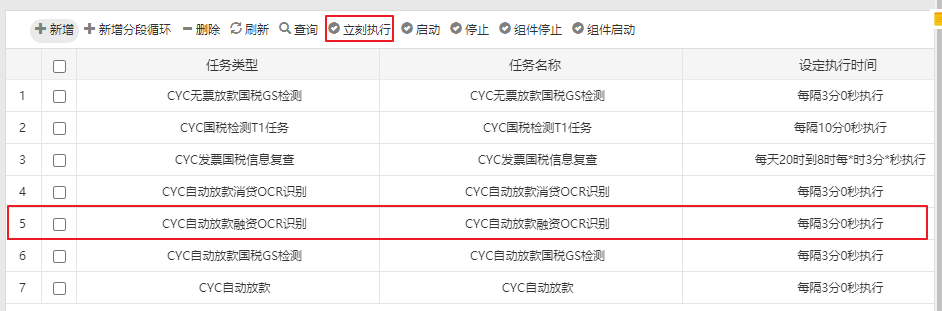 新增 新增分段循环 删除 刷新 查询 立刻执行 启动 停止 组件停止 组件启动
任务类型 任务名称 设定执行时间
1 CYC无票放款国税GS检测 CYC无票放款国税GS检测 每隔3分0秒执行
2 CYC国税检测T1任务 CYC国税检测T1任务 每隔10分0秒执行
3 CYC发票国税信息复查 CYC发票国税信息复查 每天20时到8时每*时3分*秒执行
4 CYC自动放款消贷OCR识别 CYC自动放款消贷OCR识别 每隔3分0秒执行
5 CYC自动放款融资OCR识别 CYC自动放款融资OCR识别 每隔3分0秒执行
6 CYC自动放款国税GS检测 CYC自动放款国税GS检测 每隔3分0秒执行
7 CYC自动放款 CYC自动放款 每隔3分0秒执行